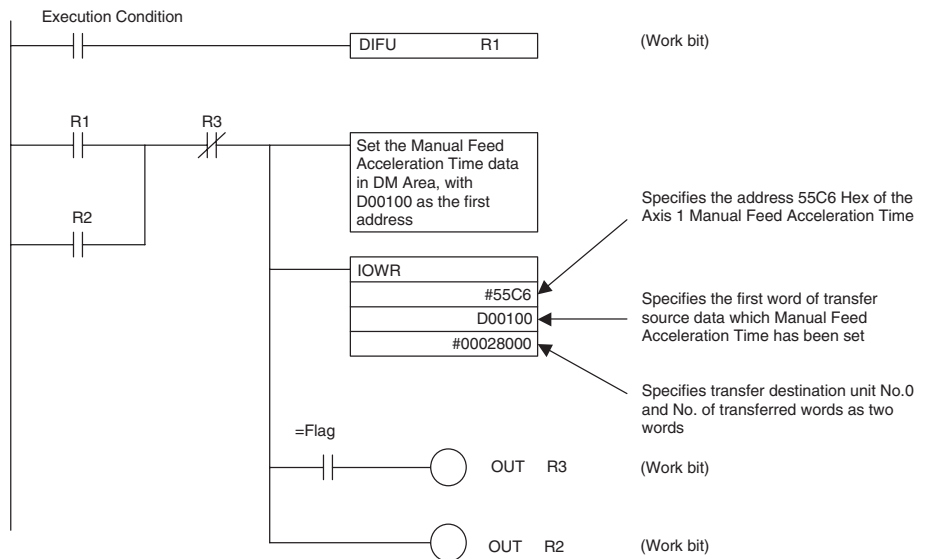 Execution Condition
DIFU R1 (Work bit)
R1 R3
Set the Manual Feed
Acceleration Time data
in DM Area, with
D00100 as the first
address
R2
Specifies the address 55C6 Hex of the
Axis 1 Manual Feed Acceleration Time
IOWR
#55C6
D00100
#00028000
Specifies the first word of transfer
source data which Manual Feed
Acceleration Time has been set
Specifies transfer destination unit No.0
and No. of transferred words as two
words
=Flag
OUT R3 (Work bit)
OUT R2 (Work bit)